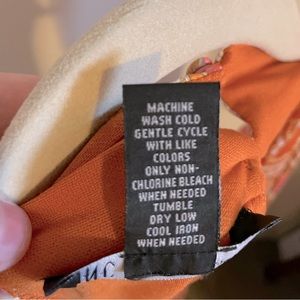 MACHINE
WASH COLD
GENTLE CYCLE
WITH LIKE
COLORS
ONLY NON-
CHLORINE BLEACH
WHEN NEEDED
TUMBLE
DRY LOW
COOL IRON
WHEN NEEDED